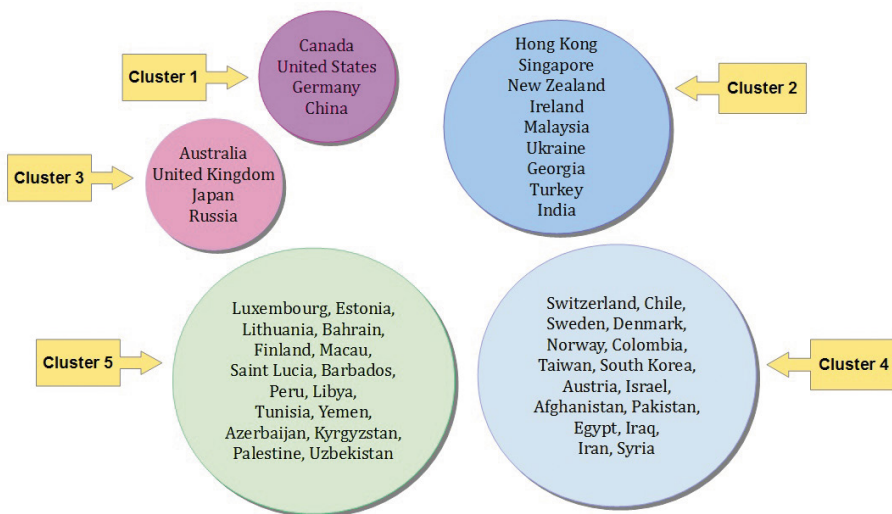 Cluster 1
Canada
United States
Germany
China
Hong Kong
Singapore
New Zealand
Ireland
Malaysia
Ukraine
Georgia
Turkey
India
Cluster 2
Cluster 3
Australia
United Kingdom
Japan
Russia
Cluster 5
Luxembourg, Estonia,
Lithuania, Bahrain,
Finland, Macau,
Saint Lucia, Barbados,
Peru, Libya,
Tunisia, Yemen,
Azerbaijan, Kyrgyzstan,
Palestine, Uzbekistan
Switzerland, Chile,
Sweden, Denmark,
Norway, Colombia,
Taiwan, South Korea,
Austria, Israel,
Afghanistan, Pakistan,
Egypt, Iraq,
Iran, Syria
Cluster 4